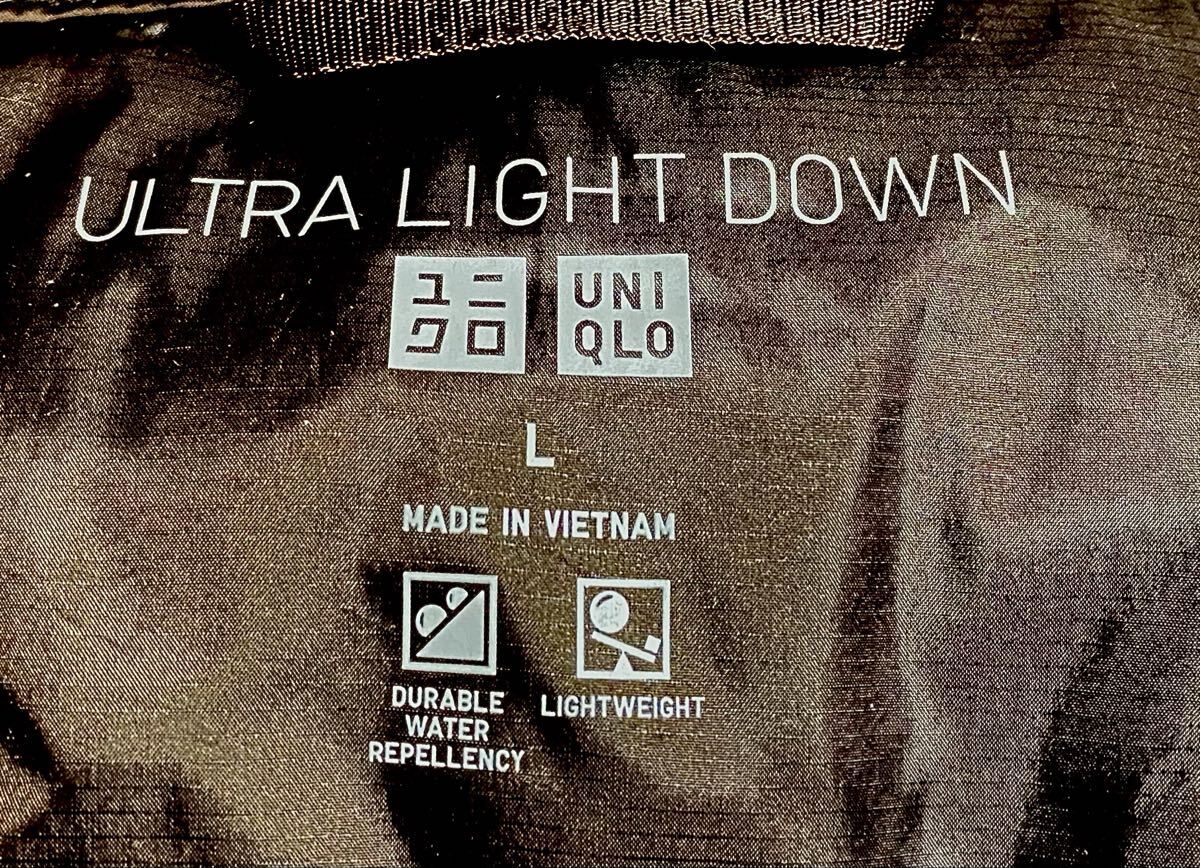 ULTRA LIGHT DOWN
ユニ
クロ
UNI
QLO
L
MADE IN VIETNAM
DURABLE
WATER
REPELLENCY
LIGHTWEIGHT